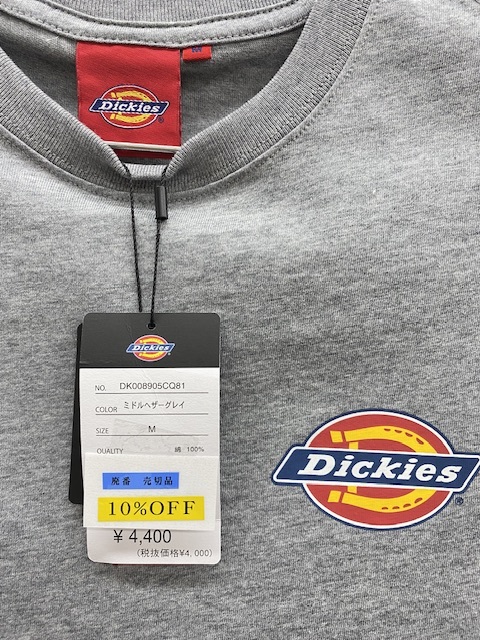 Dickies
M
Dickies
NO. DK008905CQ81
COLOR ミドルヘザーグレイ
SIZE M
QUALITY 綿 100%
廃番 売切品
10%OFF
¥ 4,400
(税抜価格¥4,000)
Dickies
®